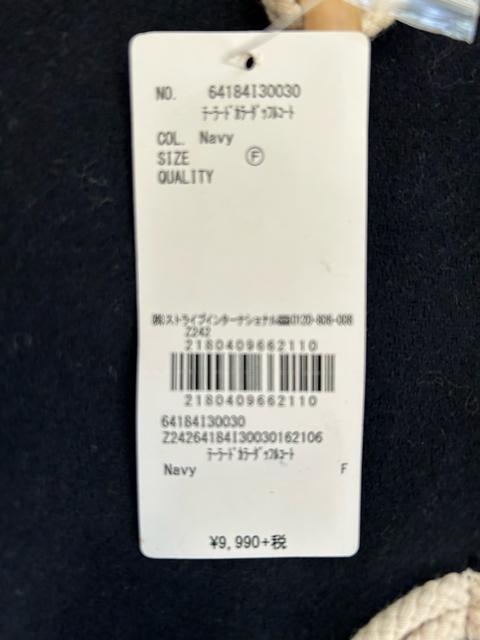 NO. 64184I30030
ﾃｰﾗｰﾄﾞｶﾗｰﾀﾞｯﾌﾙｺｰﾄ
COL. Navy
SIZE Ⓕ
QUALITY
㈱ストライプインターナショナル 0120-808-008
Z242
2180409662110
2180409662110
64184I30030
Z24264184I30030162106
ﾃｰﾗｰﾄﾞｶﾗｰﾀﾞｯﾌﾙｺｰﾄ
Navy F
¥9,990+税